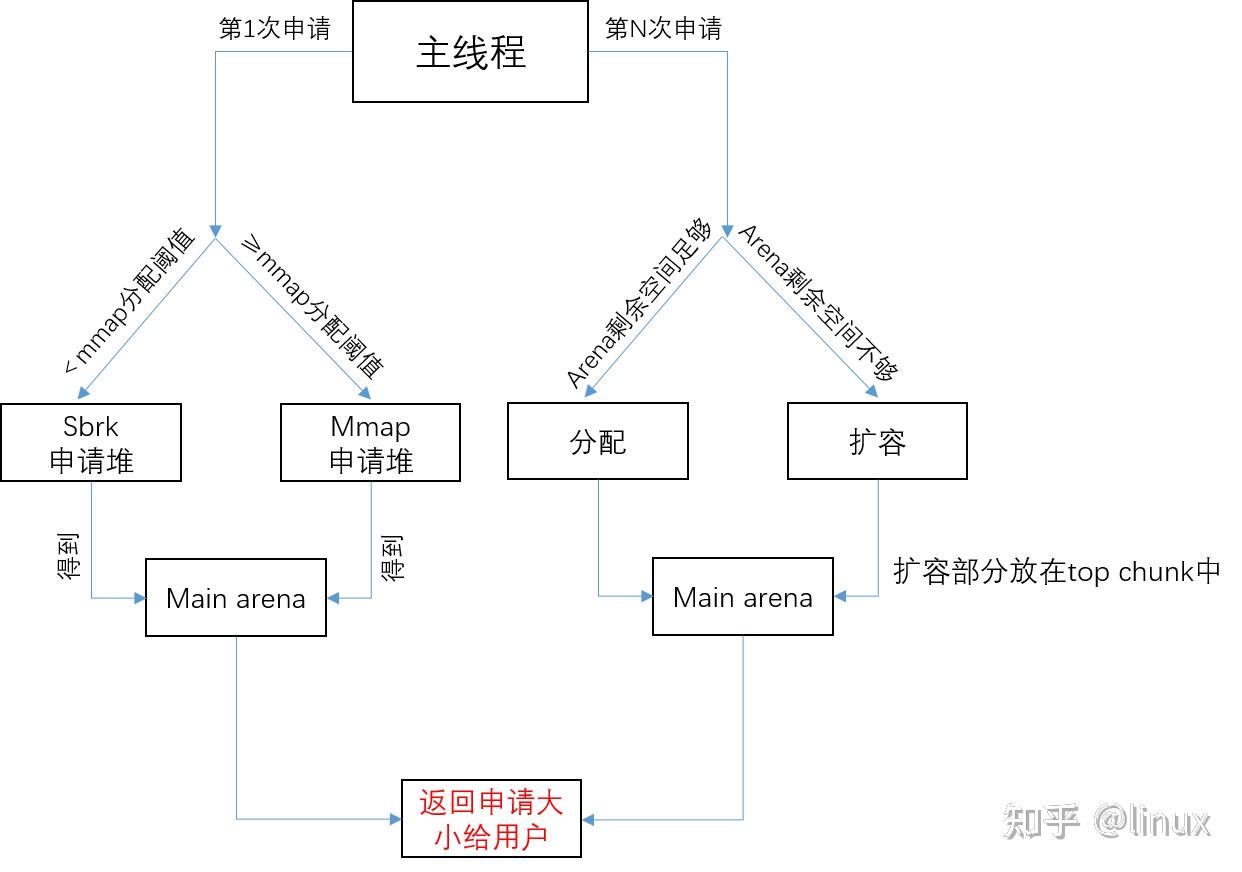 第1次申请
主线程
第N次申请
<mmap分配阈值
≥mmap分配阈值
Arena剩余空间足够
Arena剩余空间不够
Sbrk
申请堆
Mmap
申请堆
分配
扩容
得到
得到
Main arena
Main arena
扩容部分放在top chunk中
返回申请大
小给用户
知乎 @linux